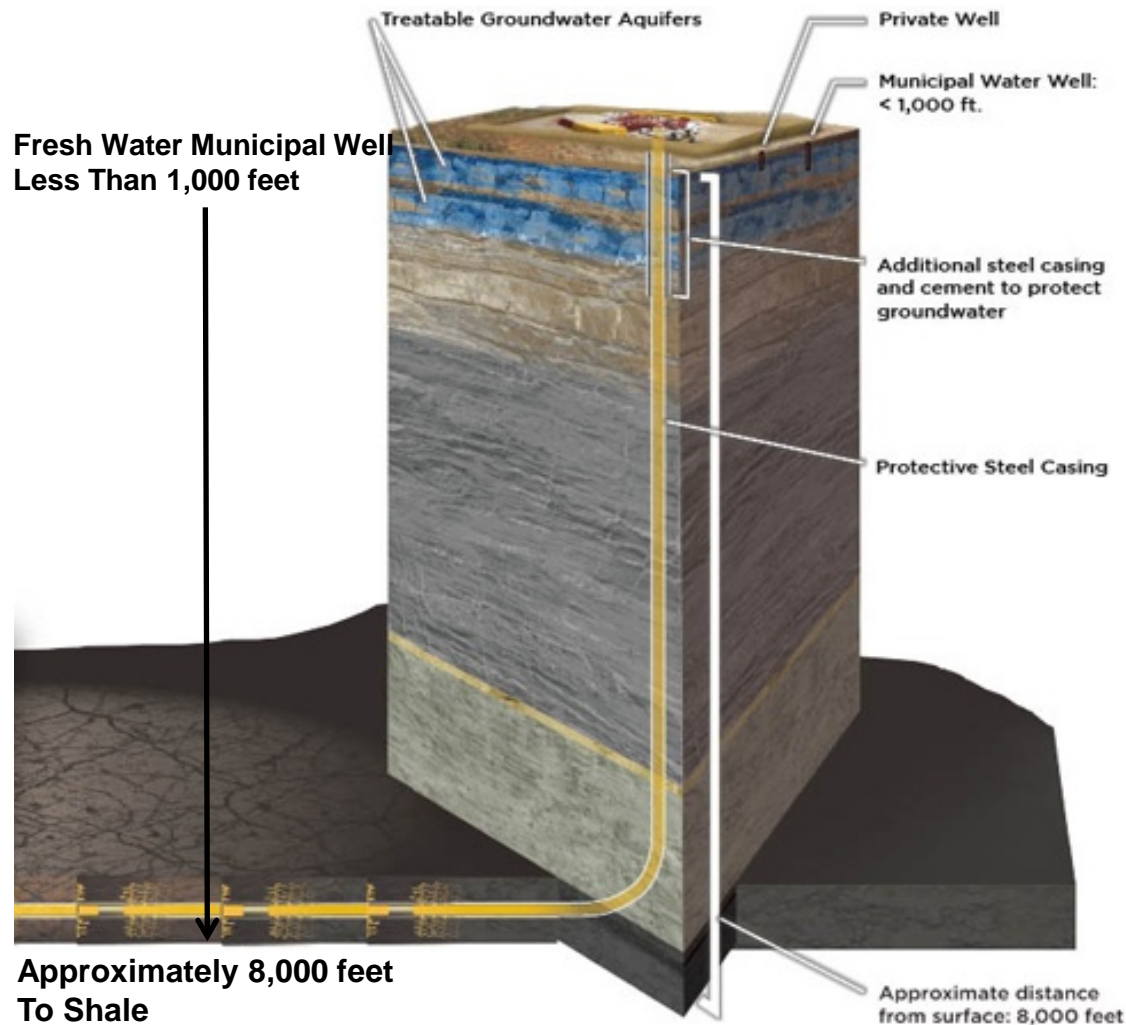 Treatable Groundwater Aquifers
Private Well
Municipal Water Well:
< 1,000 ft.
Fresh Water Municipal Well
Less Than 1,000 feet
Additional steel casing
and cement to protect
groundwater
Protective Steel Casing
Approximately 8,000 feet
To Shale
Approximate distance
from surface: 8,000 feet